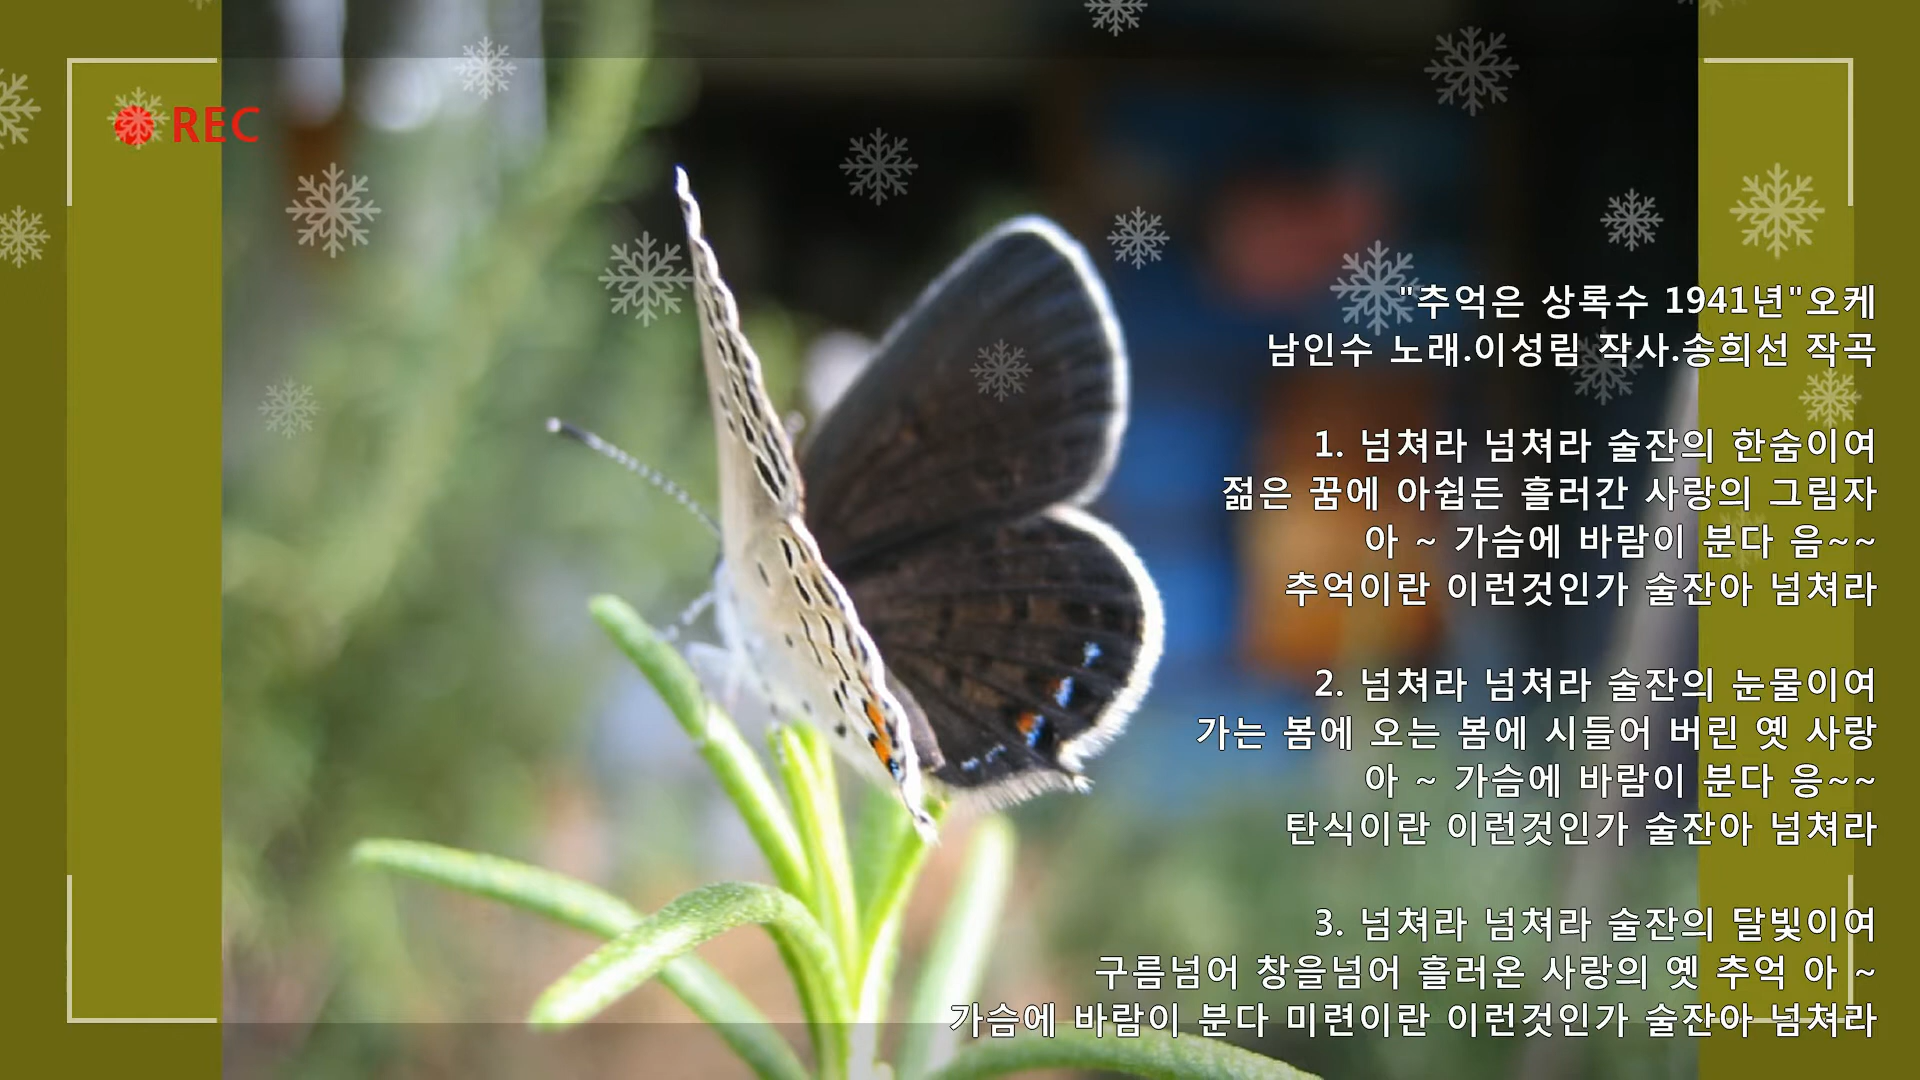 REC
"추억은 상록수 1941년"오케
남인수 노래.이성림 작사.송희선 작곡
1. 넘쳐라 넘쳐라 술잔의 한숨이여
젊은 꿈에 아쉽든 흘러간 사랑의 그림자
아 ~ 가슴에 바람이 분다 음~~
추억이란 이런것인가 술잔아 넘쳐라
2. 넘쳐라 넘쳐라 술잔의 눈물이여
가는 봄에 오는 봄에 시들어 버린 옛 사랑
아 ~ 가슴에 바람이 분다 응~~
탄식이란 이런것인가 술잔아 넘쳐라
3. 넘쳐라 넘쳐라 술잔의 달빛이여
구름넘어 창을넘어 흘러온 사랑의 옛 추억 아 ~
가슴에 바람이 분다 미련이란 이런것인가 술잔아 넘쳐라